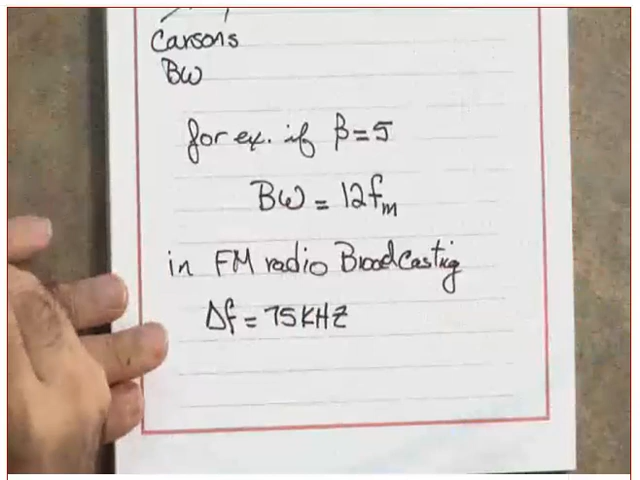 Carsons
BW
for ex. if β=5
BW = 12fm
in FM radio Broadcasting
Δf = 75KHZ